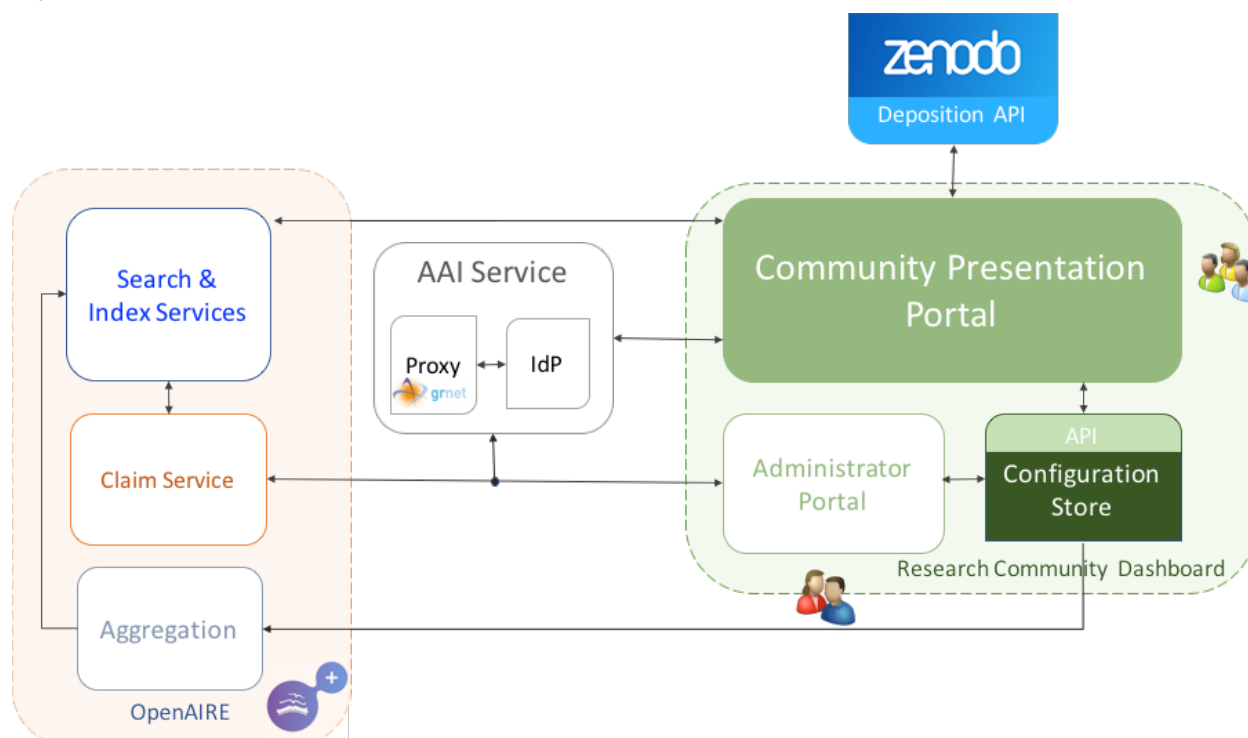 zenodo
Deposition API
Search &
Index Services
AAI Service
Proxy
grnet
IdP
Community Presentation
Portal
Claim Service
Administrator
Portal
API
Configuration
Store
Research Community Dashboard
Aggregation
OpenAIRE